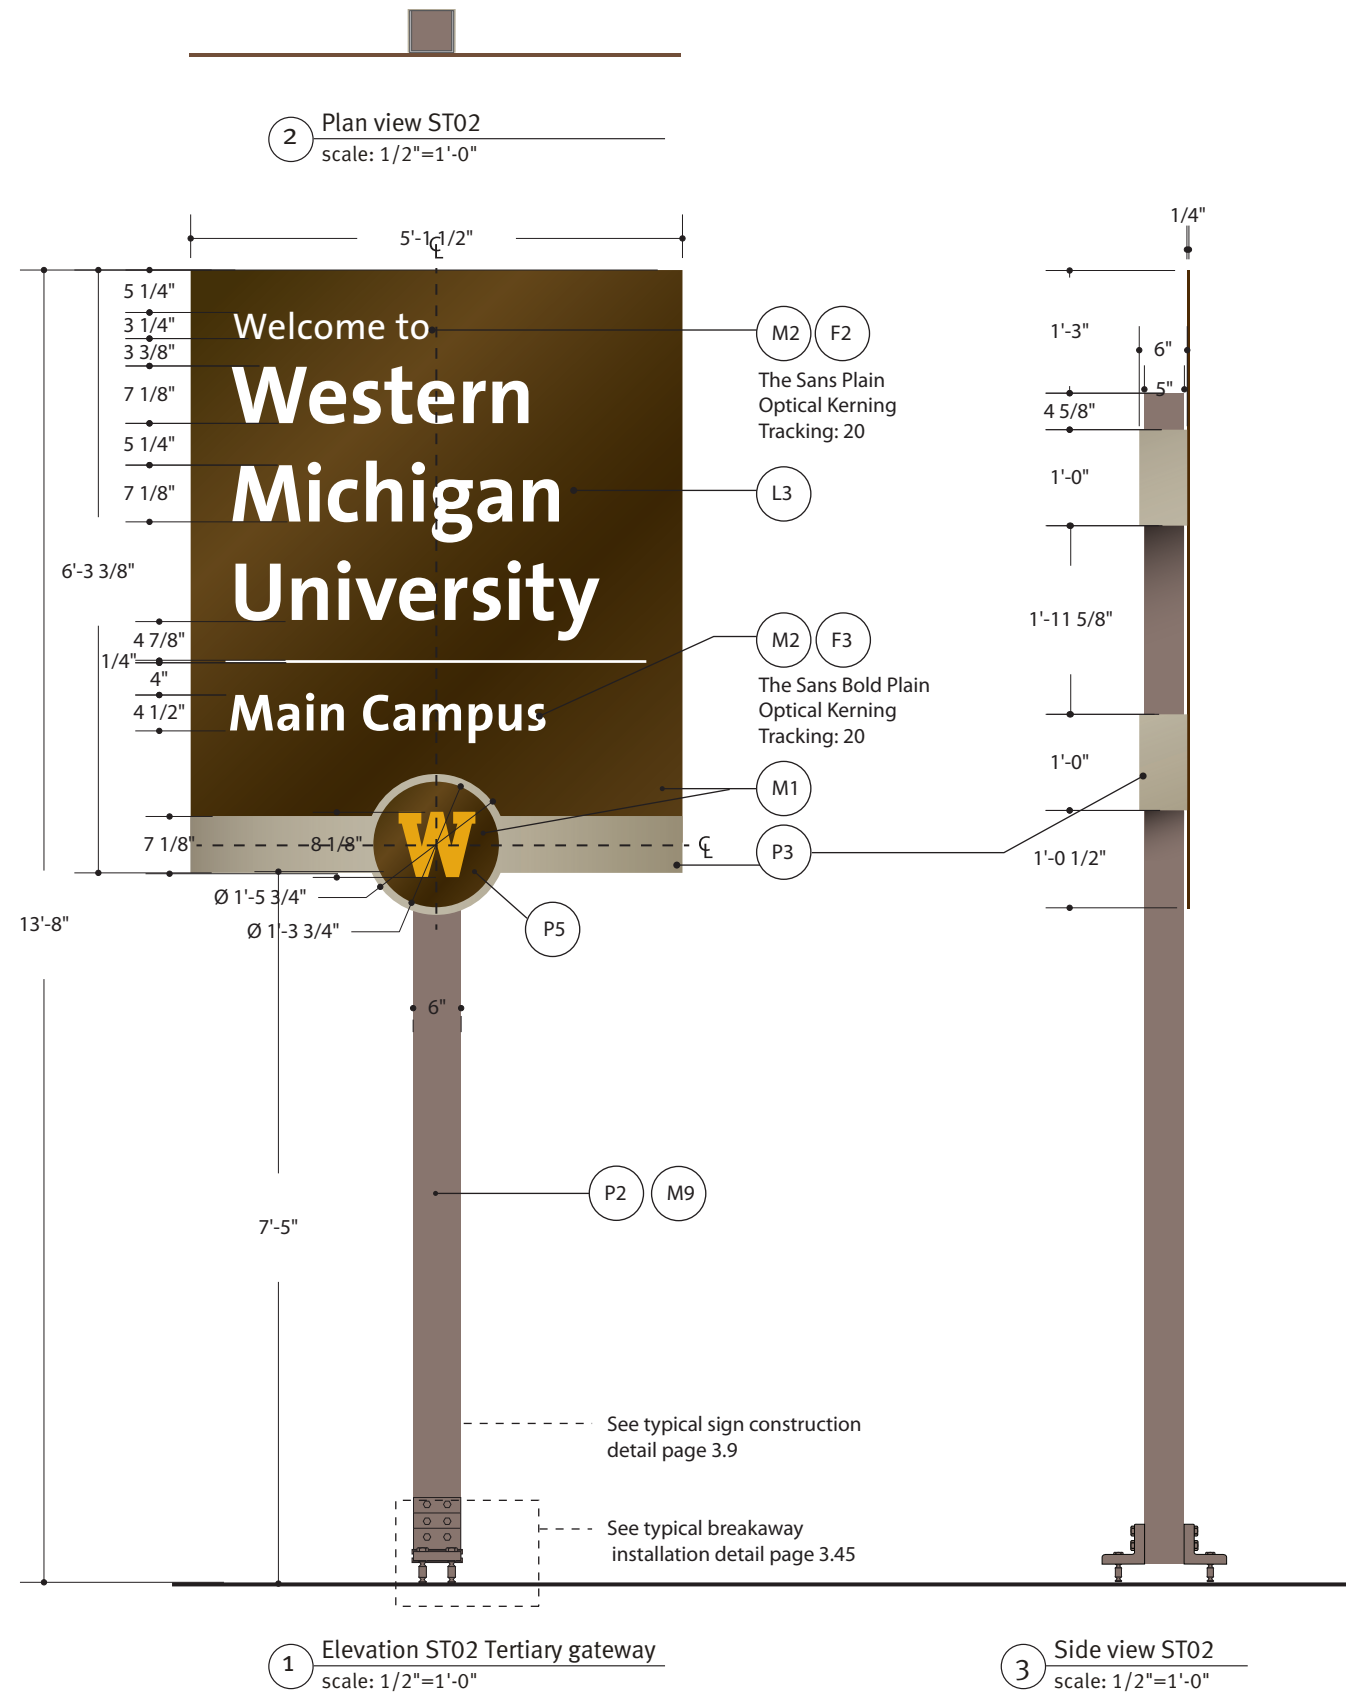 2
Plan view ST02
scale: 1/2"=1'-0"
1/4"
5'-1 1/2"
℄
5 1/4"
3 1/4"
3 3/8"
7 1/8"
5 1/4"
7 1/8"
6'-3 3/8"
4 7/8"
1/4"
4"
4 1/2"
7 1/8"
13'-8"
Welcome to
Western
Michigan
University
Main Campus
8 1/8"
W
℄
Ø 1'-5 3/4"
Ø 1'-3 3/4"
6"
7'-5"
M2 F2
The Sans Plain
Optical Kerning
Tracking: 20
L3
M2 F3
The Sans Bold Plain
Optical Kerning
Tracking: 20
M1
P3
P5
P2 M9
1'-3"
6"
5"
4 5/8"
1'-0"
1'-11 5/8"
1'-0"
1'-0 1/2"
See typical sign construction
detail page 3.9
See typical breakaway
installation detail page 3.45
1
Elevation ST02 Tertiary gateway
scale: 1/2"=1'-0"
3
Side view ST02
scale: 1/2"=1'-0"